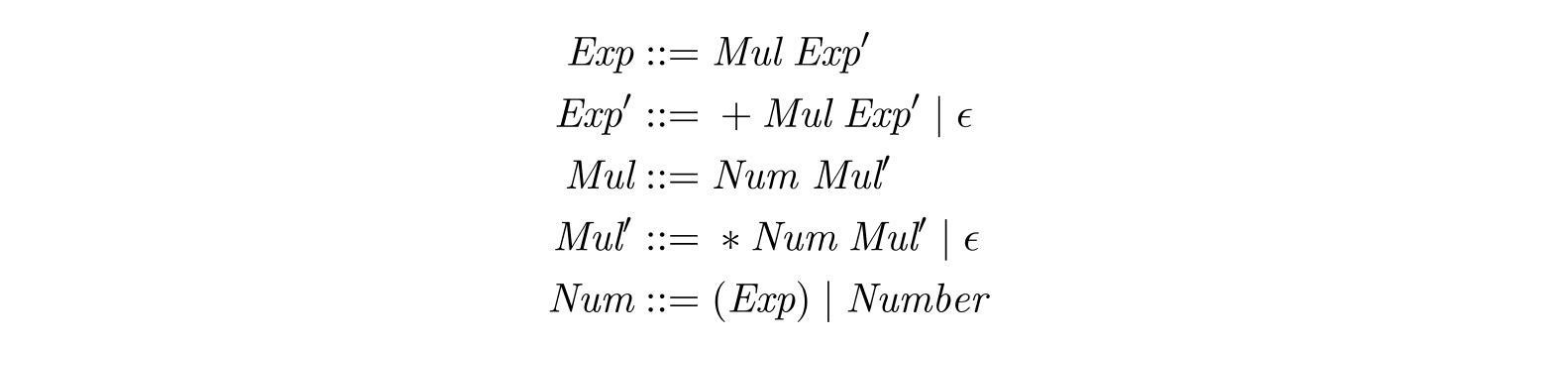 Exp ::= Mul Exp′
Exp′ ::= + Mul Exp′ | ϵ
Mul ::= Num Mul′
Mul′ ::= ∗ Num Mul′ | ϵ
Num ::= (Exp) | Number